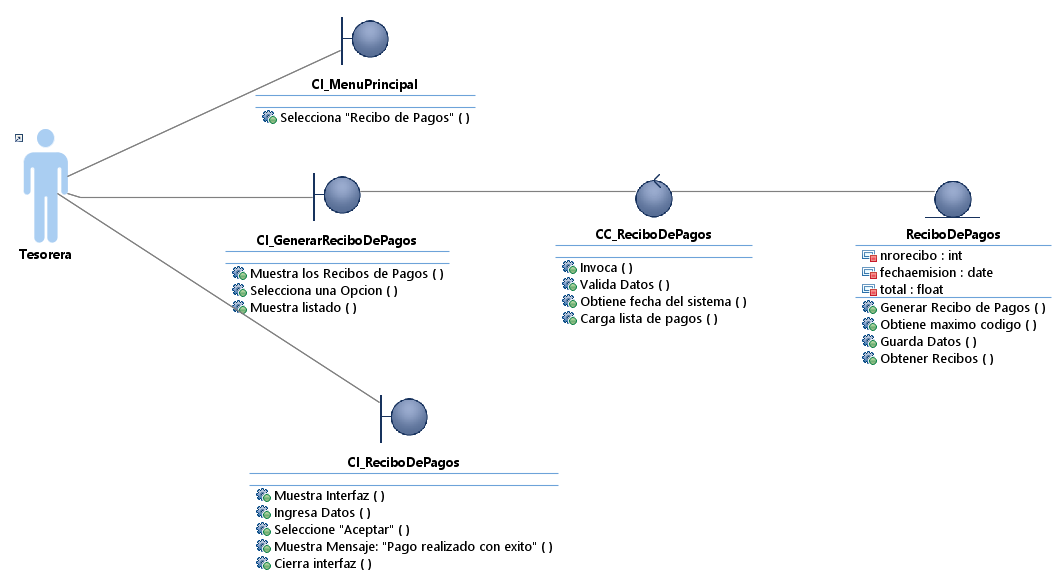 CI_MenuPrincipal
Selecciona "Recibo de Pagos" ( )
Tesorera
CI_GenerarReciboDePagos
Muestra los Recibos de Pagos ( )
Selecciona una Opcion ( )
Muestra listado ( )
CC_ReciboDePagos
Invoca ( )
Valida Datos ( )
Obtiene fecha del sistema ( )
Carga lista de pagos ( )
ReciboDePagos
nrorecibo : int
fechaemision : date
total : float
Generar Recibo de Pagos ( )
Obtiene maximo codigo ( )
Guarda Datos ( )
Obtener Recibos ( )
CI_ReciboDePagos
Muestra Interfaz ( )
Ingresa Datos ( )
Seleccione "Aceptar" ( )
Muestra Mensaje: "Pago realizado con exito" ( )
Cierra interfaz ( )